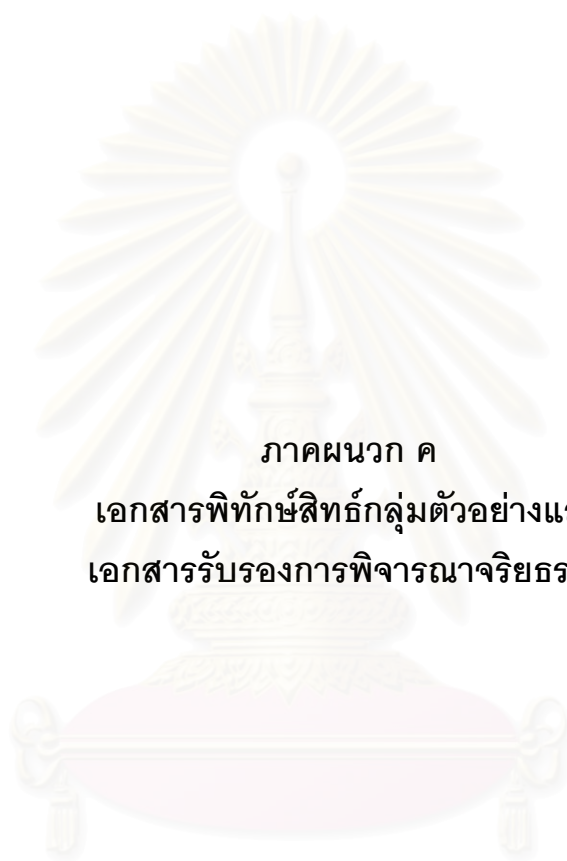 ภาคผนวก ค
เอกสารพิทักษ์สิทธ์กลุ่มตัวอย่าง
เอกสารรับรองการพิจารณา